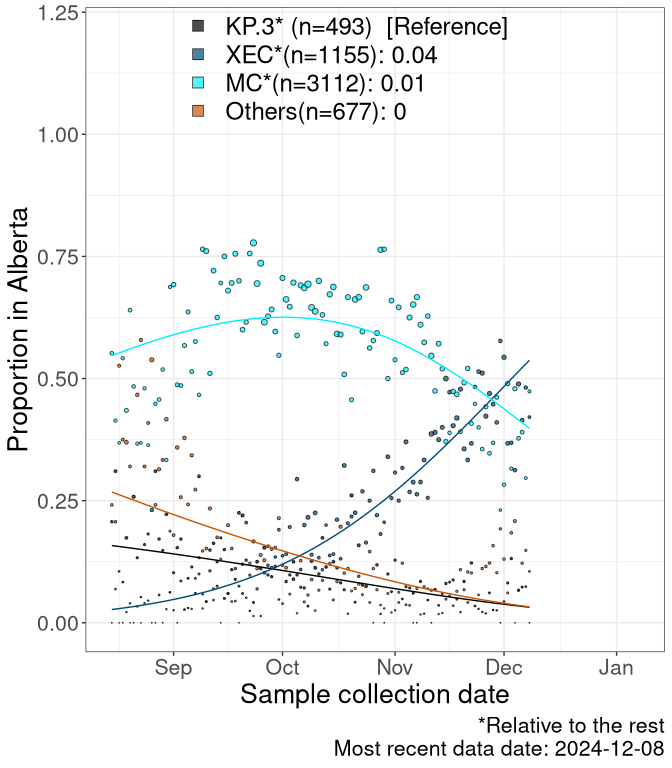 KP.3* (n=493)  [Reference]
XEC*(n=1155): 0.04
MC*(n=3112): 0.01
Others(n=677): 0
1.25
1.00
0.75
0.50
0.25
0.00
Proportion in Alberta
Sep Oct Nov Dec Jan
Sample collection date
*Relative to the rest
Most recent data date: 2024-12-08